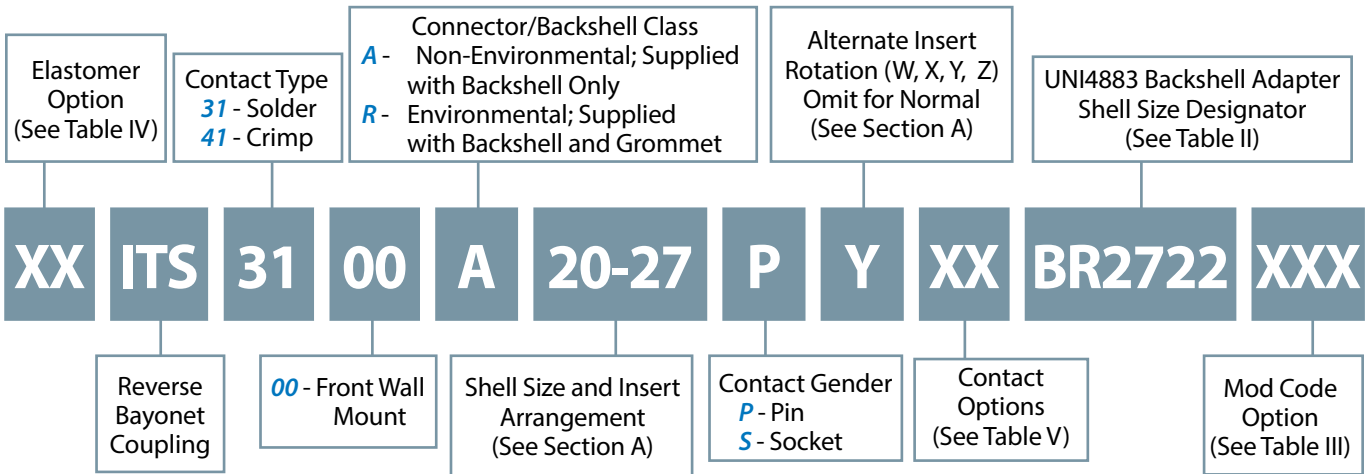 Elastomer
Option
(See Table IV)
Contact Type
31 - Solder
41 - Crimp
Connector/Backshell Class
A - Non-Environmental; Supplied
with Backshell Only
R - Environmental; Supplied
with Backshell and Grommet
Alternate Insert
Rotation (W, X, Y, Z)
Omit for Normal
(See Section A)
UNI4883 Backshell Adapter
Shell Size Designator
(See Table II)
XX ITS 31 00 A 20-27 P Y XX BR2722 XXX
Reverse
Bayonet
Coupling
00 - Front Wall
Mount
Shell Size and Insert
Arrangement
(See Section A)
Contact Gender
P - Pin
S - Socket
Contact
Options
(See Table V)
Mod Code
Option
(See Table III)